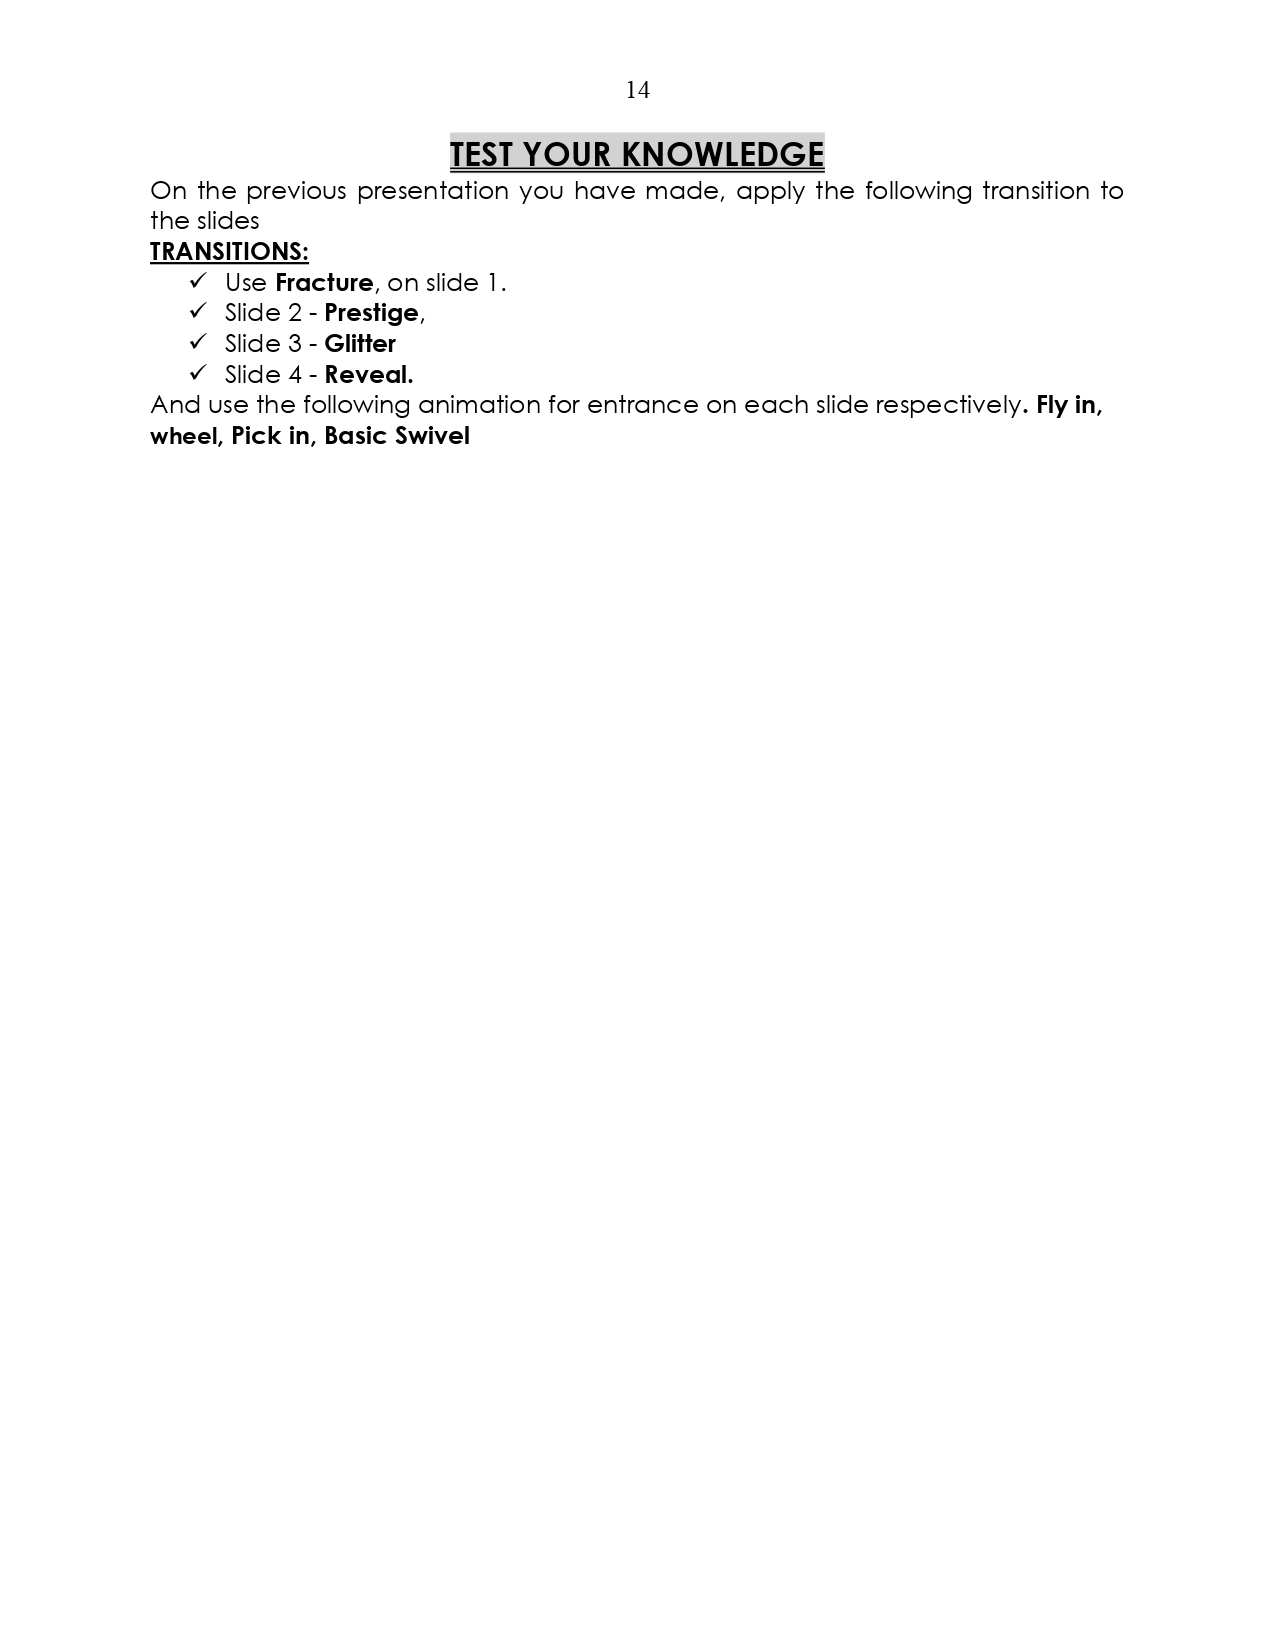 14
TEST YOUR KNOWLEDGE
On the previous presentation you have made, apply the following transition to
the slides
TRANSITIONS:
✓ Use Fracture, on slide 1.
✓ Slide 2 - Prestige,
✓ Slide 3 - Glitter
✓ Slide 4 - Reveal.
And use the following animation for entrance on each slide respectively. Fly in,
wheel, Pick in, Basic Swivel